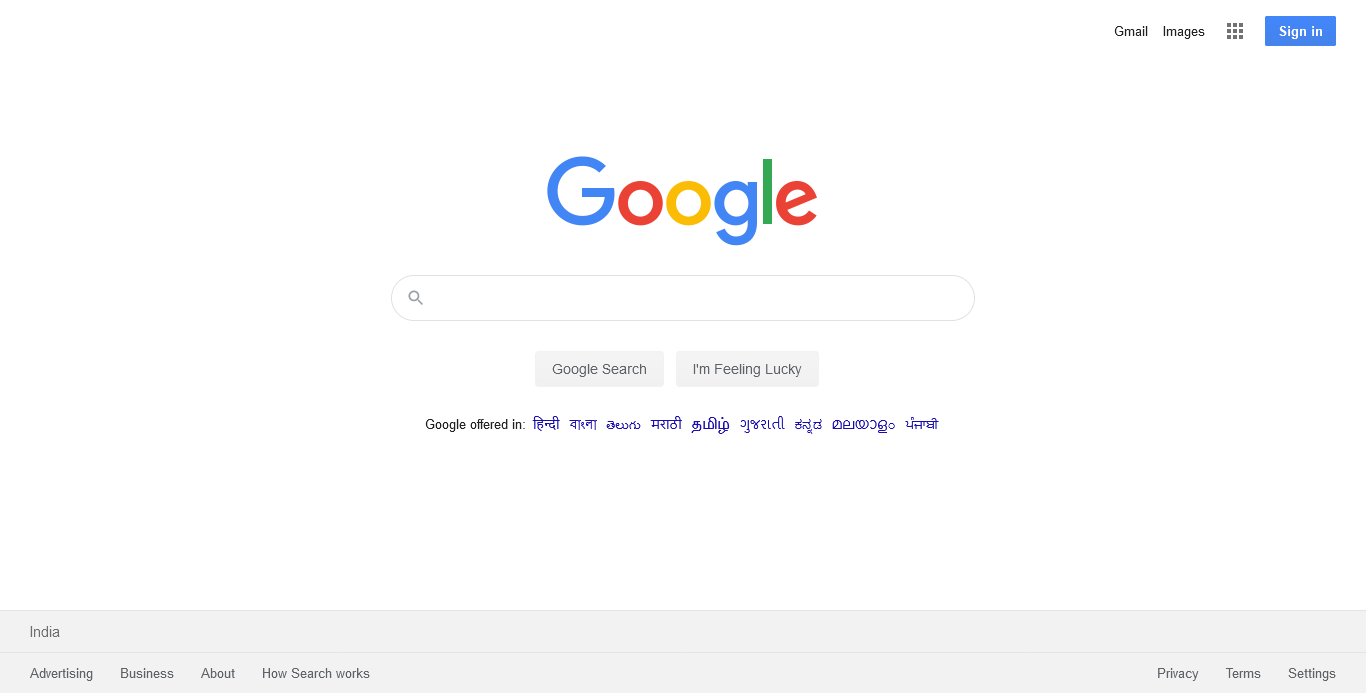 Gmail Images Sign in
Google
Google Search I'm Feeling Lucky
Google offered in: हिन्दी বাংলা తెలుగు मराठी தமிழ் ગુજરાતી ಕನ್ನಡ മലയാളം ਪੰਜਾਬੀ
India
Advertising Business About How Search works Privacy Terms Settings